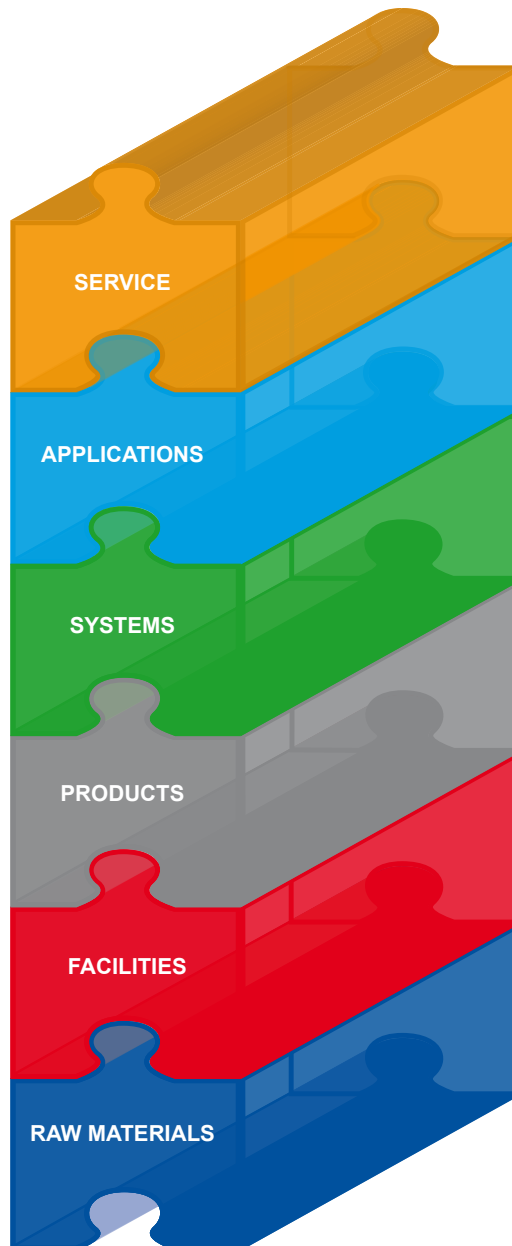 SERVICE
APPLICATIONS
SYSTEMS
PRODUCTS
FACILITIES
RAW MATERIALS